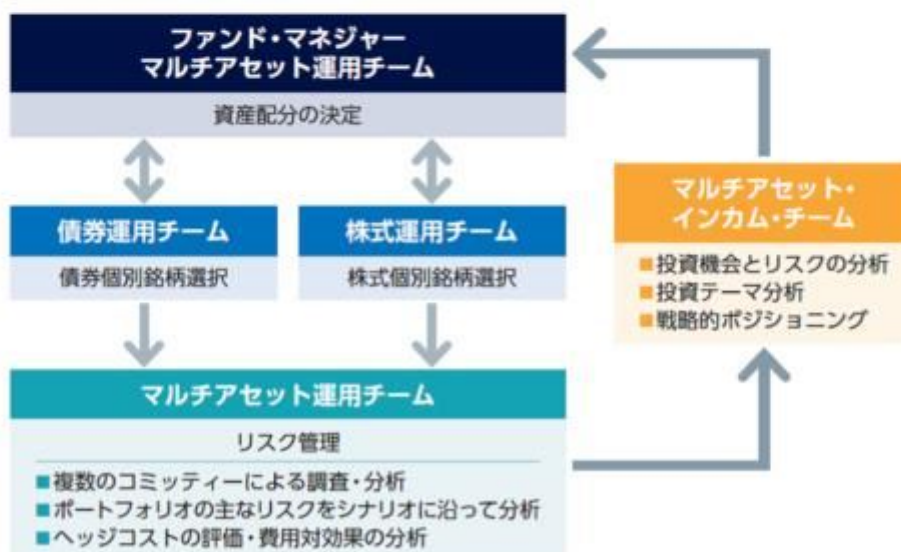 ファンド・マネジャー
マルチアセット運用チーム
資産配分の決定
債券運用チーム
債券個別銘柄選択
株式運用チーム
株式個別銘柄選択
マルチアセット運用チーム
リスク管理
■複数のコミッティーによる調査・分析
■ポートフォリオの主なリスクをシナリオに沿って分析
■ヘッジコストの評価・費用対効果の分析
マルチアセット・
インカム・チーム
■投資機会とリスクの分析
■投資テーマ分析
■戦略的ポジショニング